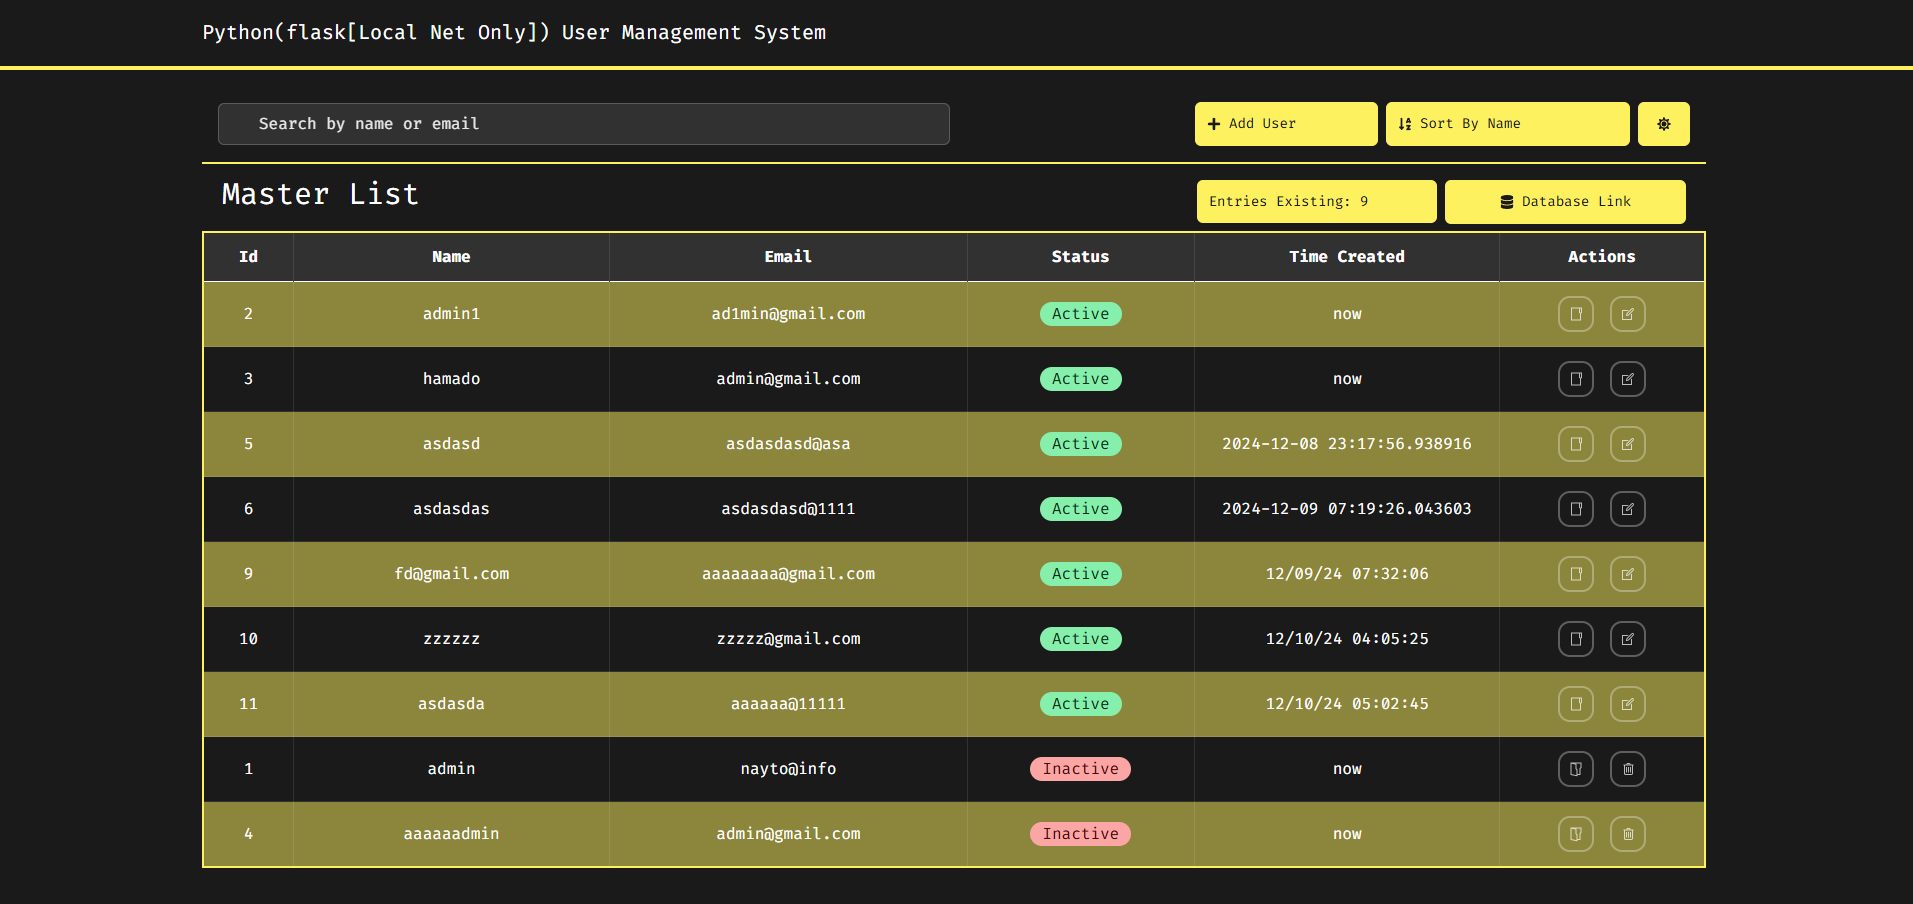 Python(flask[Local Net Only]) User Management System
Search by name or email
Add User
Sort By Name
Master List
Entries Existing: 9
Database Link
Id Name Email Status Time Created Actions
2 admin1 ad1min@gmail.com Active now
3 hamado admin@gmail.com Active now
5 asdasd asdasdasd@asa Active 2024-12-08 23:17:56.938916
6 asdasdas asdasdasd@1111 Active 2024-12-09 07:19:26.043603
9 fd@gmail.com aaaaaaaa@gmail.com Active 12/09/24 07:32:06
10 zzzzzz zzzzz@gmail.com Active 12/10/24 04:05:25
11 asdasda aaaaaa@11111 Active 12/10/24 05:02:45
1 admin nayto@info Inactive now
4 aaaaaadmin admin@gmail.com Inactive now